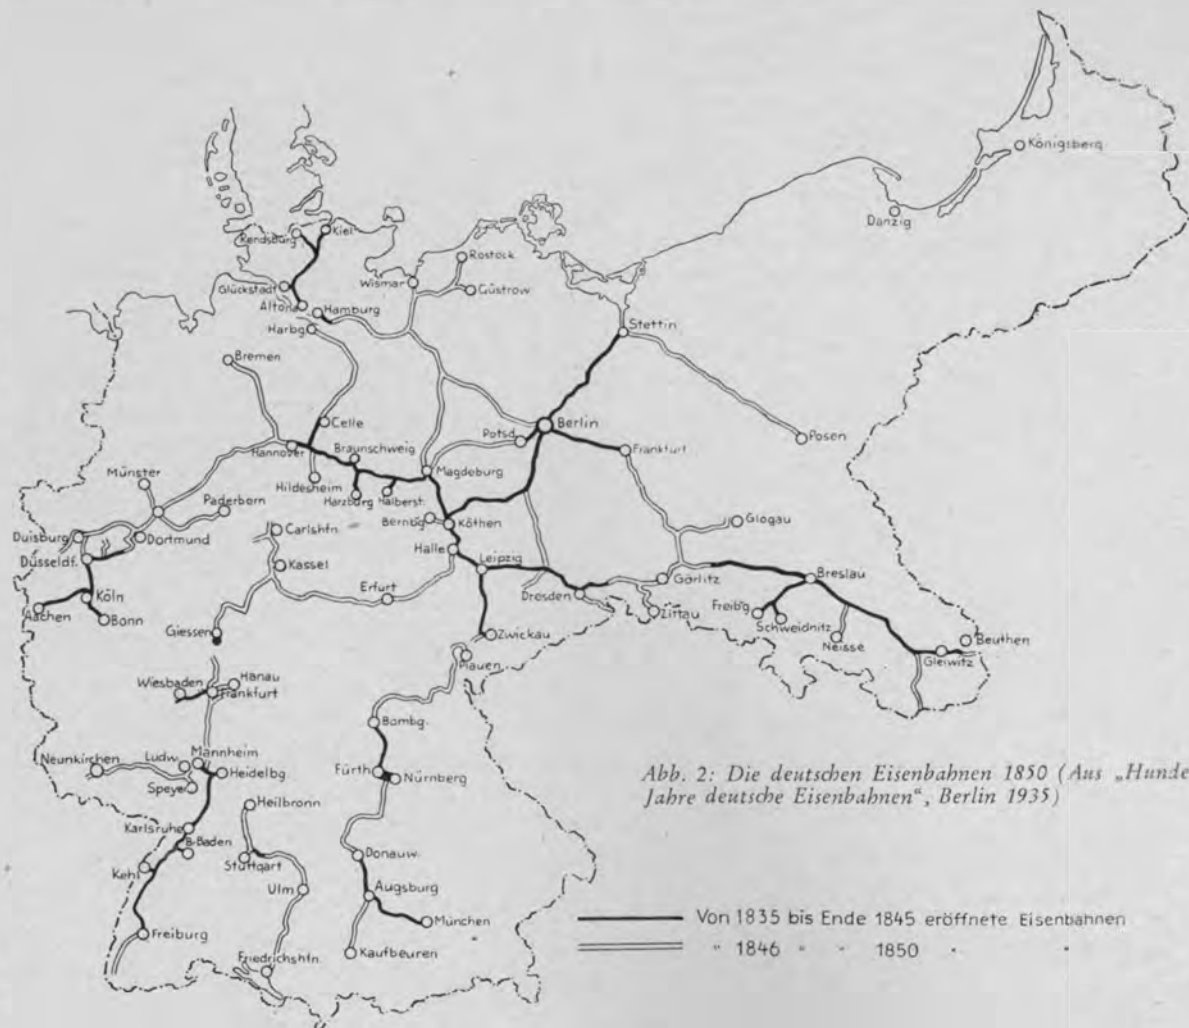 Königsberg
Danzig
Rendsburg
Kiel
Rostock
Wismar
Güstrow
Glückstadt
Altona
Hamburg
Harbg
Stettin
Bremen
Celle
Berlin
Potsd.
Posen
Hannover
Braunschweig
Frankfurt
Magdeburg
Münster
Hildesheim
Harzburg
Halberst.
Paderborn
Bernbg
Köthen
Glogau
Duisburg
Dortmund
Carlshfn
Halle
Düsseldf.
Kassel
Leipzig
Görlitz
Breslau
Erfurt
Dresden
Köln
Aachen
Bonn
Zittau
Freib'g
Schweidnitz
Giessen
Zwickau
Neisse
Beuthen
Plauen
Gleiwitz
Wiesbaden
Hanau
Frankfurt
Bambg.
Neunkirchen
Ludw.
Mannheim
Heidelbg
Fürth
Nürnberg
Speye
Abb. 2: Die deutschen Eisenbahnen 1850 (Aus „Hunde
Jahre deutsche Eisenbahnen“, Berlin 1935)
Heilbronn
Karlsruhe
B.Baden
Stuttgart
Donauw.
Kehl
Ulm
Augsburg
München
Von 1835 bis Ende 1845 eröffnete Eisenbahnen
Freiburg
Friedrichshfn.
Kaufbeuren
" 1846 " " 1850 " "